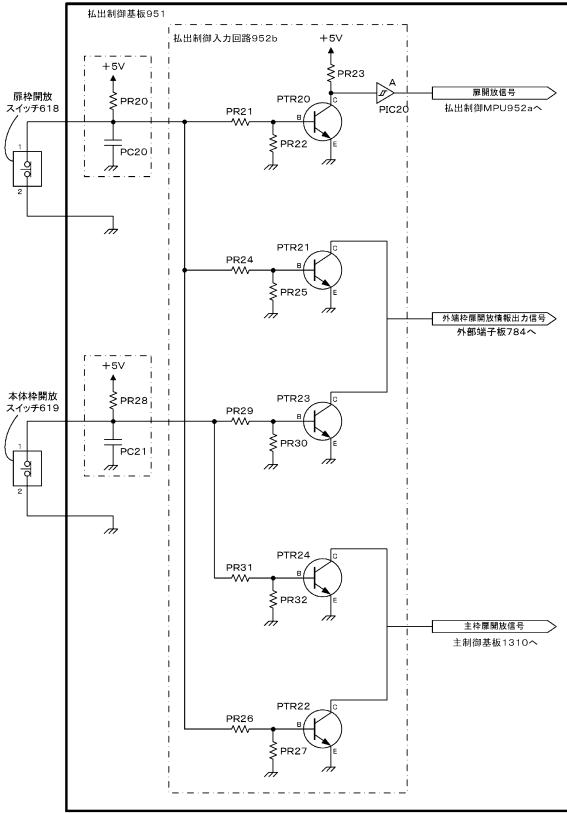 払出制御基板951
払出制御入力回路952b
+5V
+5V
扉枠開放
スイッチ618
PR20
PC20
1
2
PR21
PR22
PTR20
B
C
E
PR23
A
PIC20
扉開放信号
払出制御MPU952aへ
PR24
PR25
PTR21
B
C
E
外端枠扉開放情報出力信号
外部端子板784へ
+5V
本体枠開放
スイッチ619
PR28
PC21
1
2
PR29
PR30
PTR23
B
C
E
PR31
PR32
PTR24
B
C
E
主枠扉開放信号
主制御基板1310へ
PR26
PR27
PTR22
B
C
E